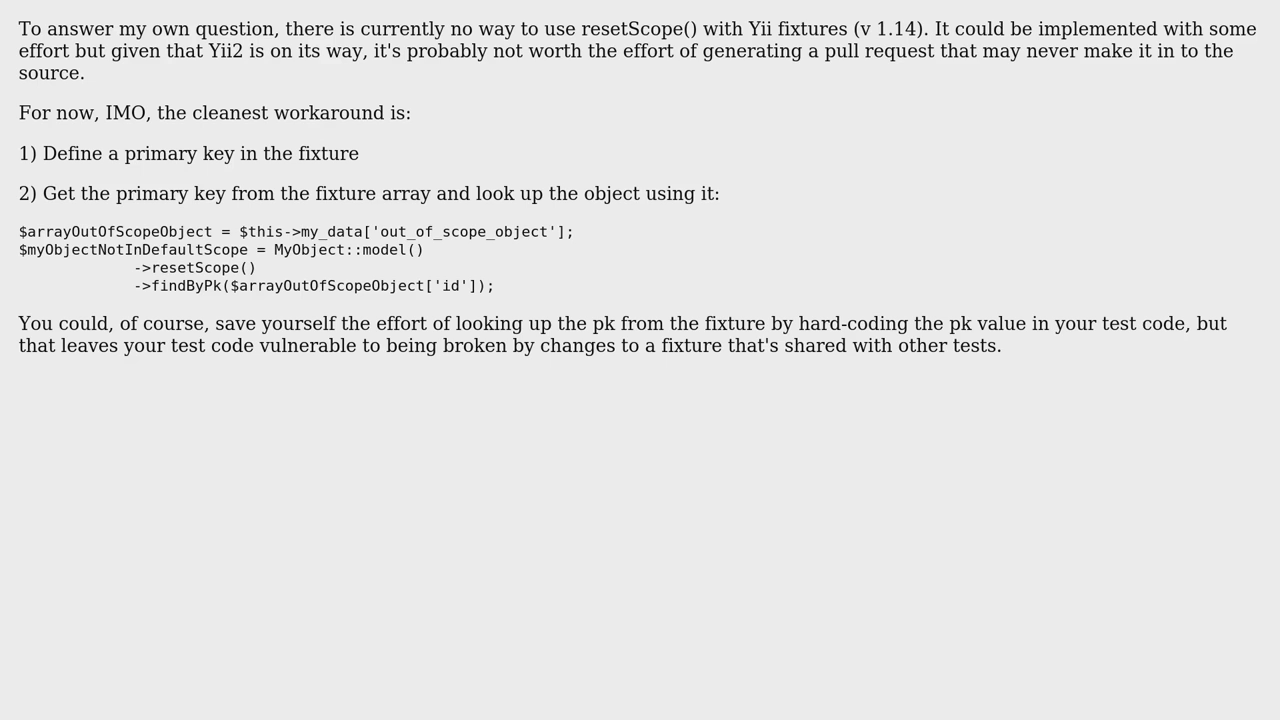 To answer my own question, there is currently no way to use resetScope() with Yii fixtures (v 1.14). It could be implemented with some
effort but given that Yii2 is on its way, it's probably not worth the effort of generating a pull request that may never make it in to the
source.
For now, IMO, the cleanest workaround is:
1) Define a primary key in the fixture
2) Get the primary key from the fixture array and look up the object using it:
$arrayOutOfScopeObject = $this->my_data['out_of_scope_object'];
$myObjectNotInDefaultScope = MyObject::model()
->resetScope()
->findByPk($arrayOutOfScopeObject['id']);
You could, of course, save yourself the effort of looking up the pk from the fixture by hard-coding the pk value in your test code, but
that leaves your test code vulnerable to being broken by changes to a fixture that's shared with other tests.